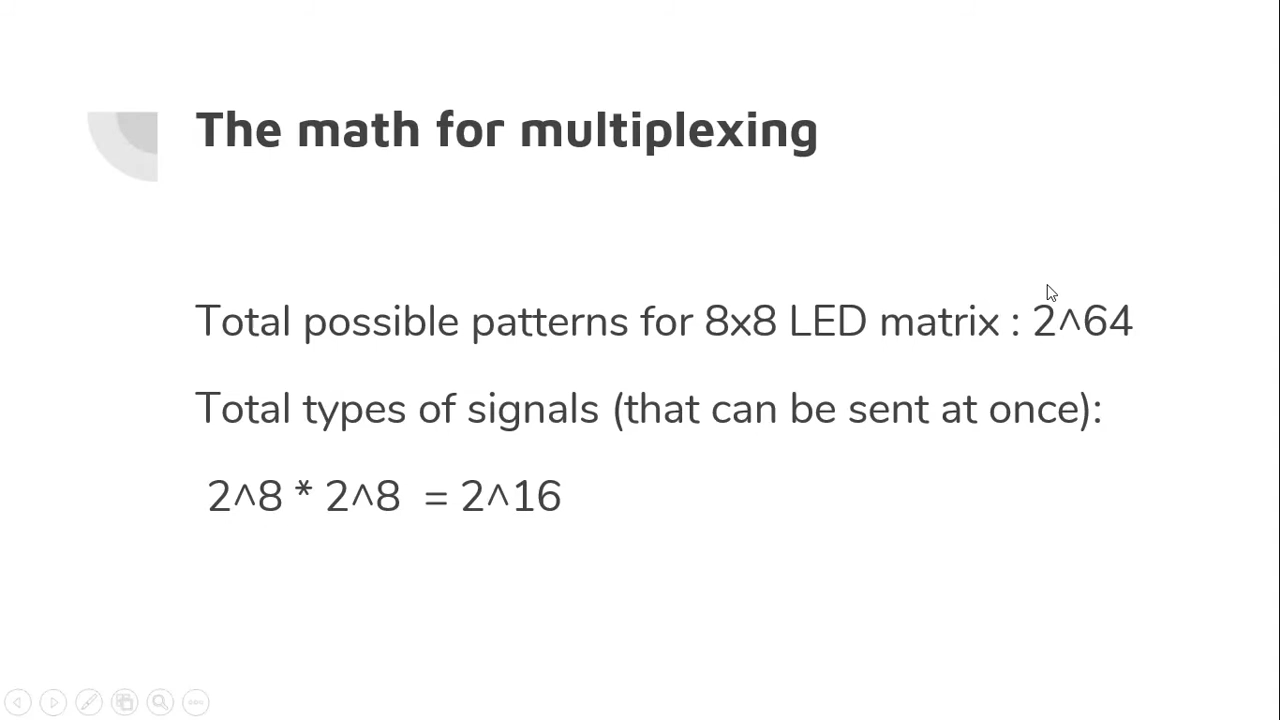 The math for multiplexing
Total possible patterns for 8x8 LED matrix : 2^64
Total types of signals (that can be sent at once):
2^8 * 2^8 = 2^16